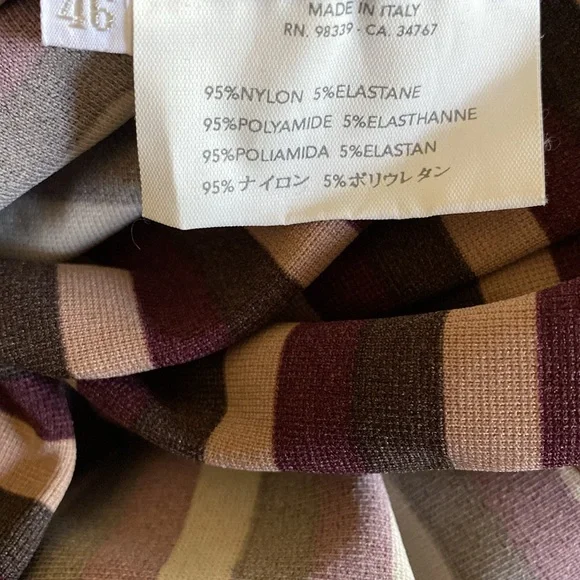 46
MADE IN ITALY
RN. 98339 - CA. 34767
95%NYLON 5%ELASTANE
95%POLYAMIDE 5%ELASTHANNE
95%POLIAMIDA 5%ELASTAN
95% ナイロン 5%ポリウレタン